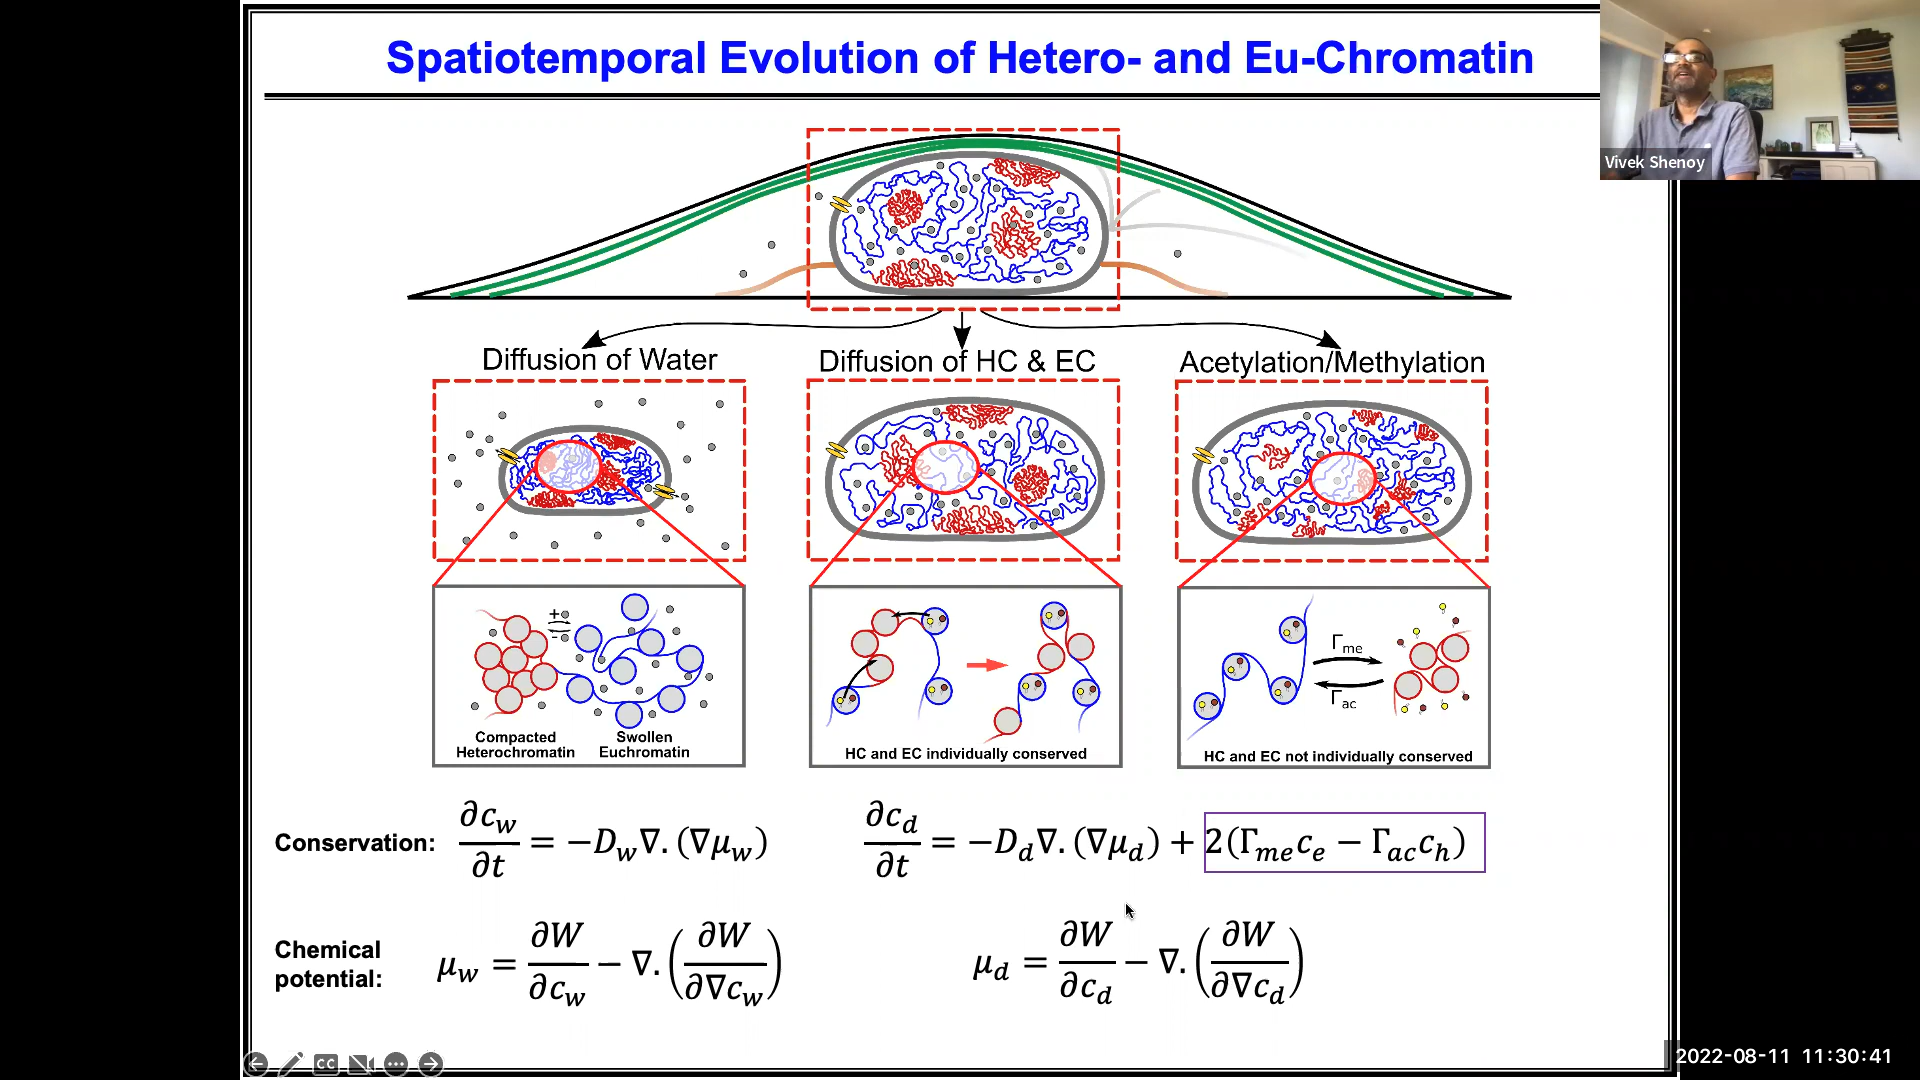 Spatiotemporal Evolution of Hetero- and Eu-Chromatin
Vivek Shenoy
Diffusion of Water
Diffusion of HC & EC
Acetylation/Methylation
+
-
Compacted
Heterochromatin
Swollen
Euchromatin
HC and EC individually conserved
Γme
Γac
HC and EC not individually conserved
Conservation:
∂c_w/∂t = −D_w∇.(∇μ_w)
∂c_d/∂t = −D_d∇.(∇μ_d) + 2(Γ_me c_e − Γ_ac c_h)
Chemical
potential:
μ_w = ∂W/∂c_w − ∇.(∂W/∂∇c_w)
μ_d = ∂W/∂c_d − ∇.(∂W/∂∇c_d)
CC
2022-08-11 11:30:41